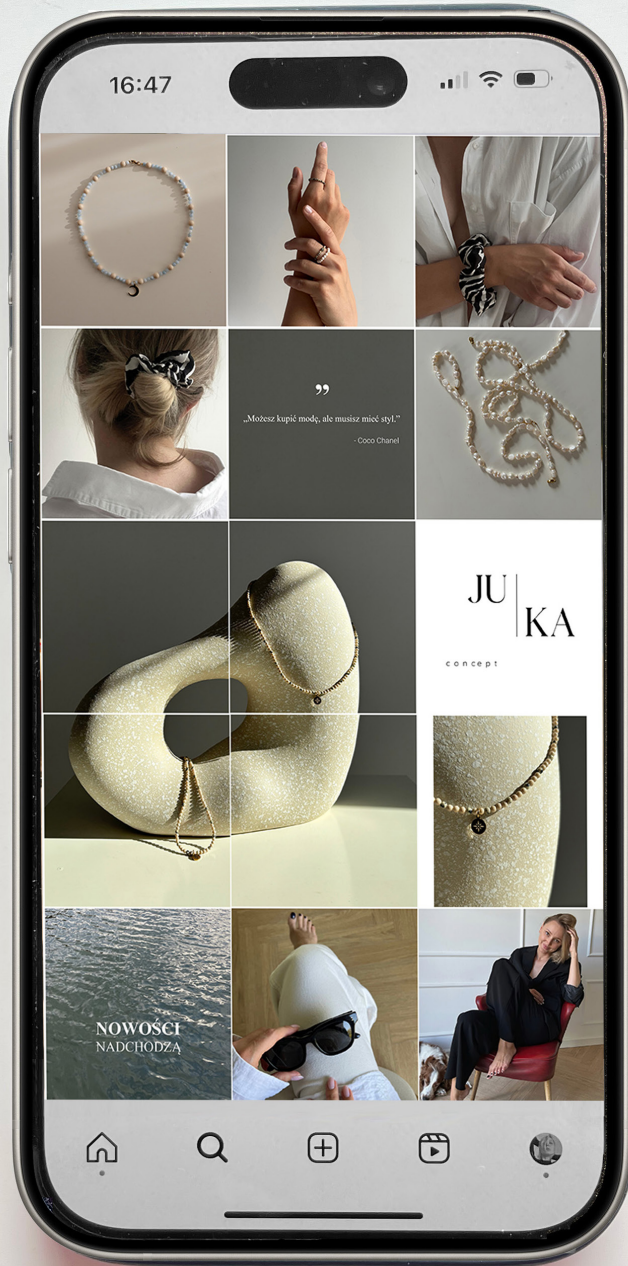 16:47
”
„Możesz kupić modę, ale musisz mieć styl.”
- Coco Chanel
JU
KA
concept
NOWOŚCI
NADCHODZĄ